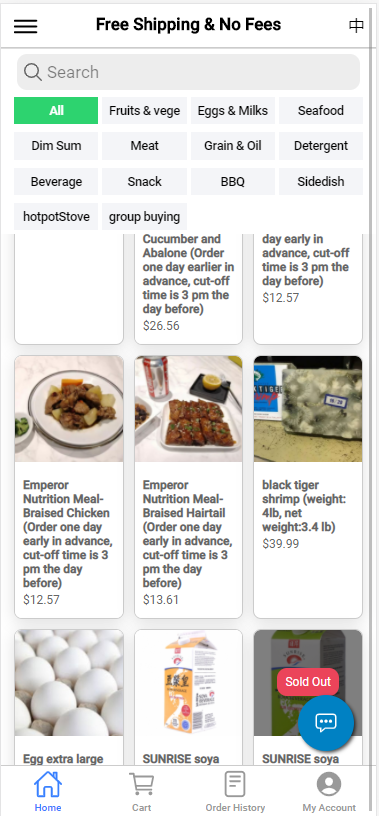 Free Shipping & No Fees
中
Search
All
Fruits & vege
Eggs & Milks
Seafood
Dim Sum
Meat
Grain & Oil
Detergent
Beverage
Snack
BBQ
Sidedish
hotpotStove
group buying
Cucumber and
Abalone (Order
one day earlier in
advance, cut-off
time is 3 pm the
day before)
$26.56
day early in
advance, cut-off
time is 3 pm the
day before)
$12.57
Emperor
Nutrition Meal-
Braised Chicken
(Order one day
early in advance,
cut-off time is 3
pm the day
before)
$12.57
Emperor
Nutrition Meal-
Braised Hairtail
(Order one day
early in advance,
cut-off time is 3
pm the day
before)
$13.61
black tiger
shrimp (weight:
4lb, net
weight:3.4 lb)
$39.99
豆漿皇
Sold Out
Egg extra large
SUNRISE soya
SUNRISE soya
Home
Cart
Order History
My Account